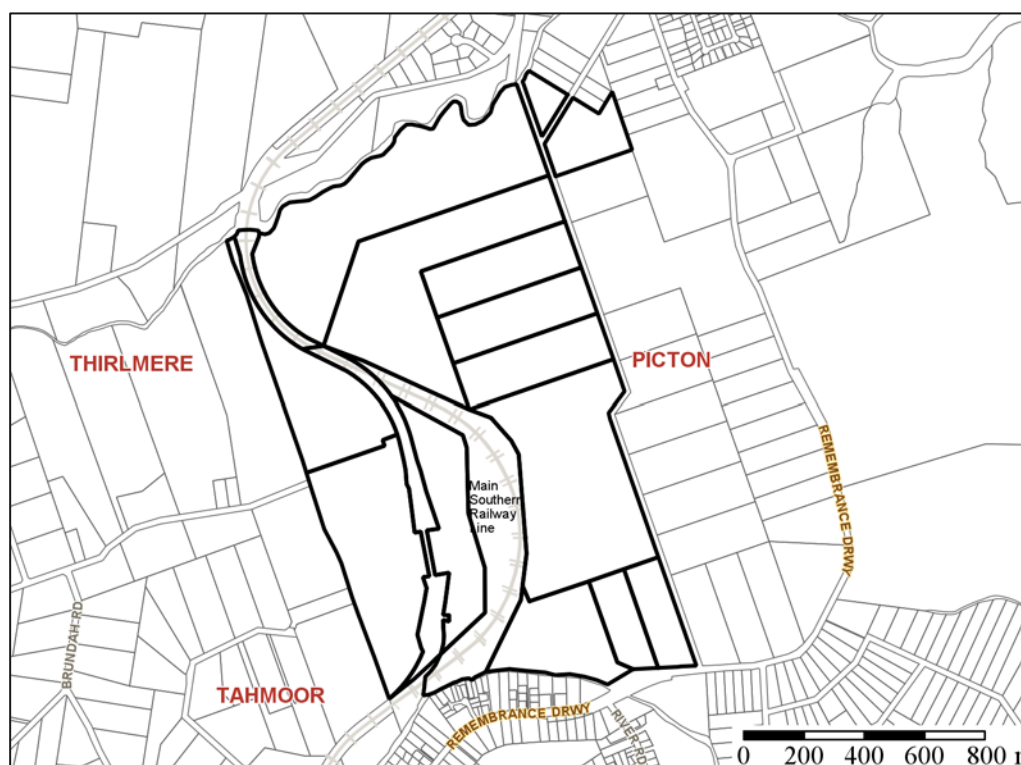 THIRLMERE
PICTON
REMEMBRANCE DRWY
Main
Southern
Railway
Line
BRUNDAH RD
TAHMOOR
REMEMBRANCE DRWY
RIVER RD
0 200 400 600 800 m